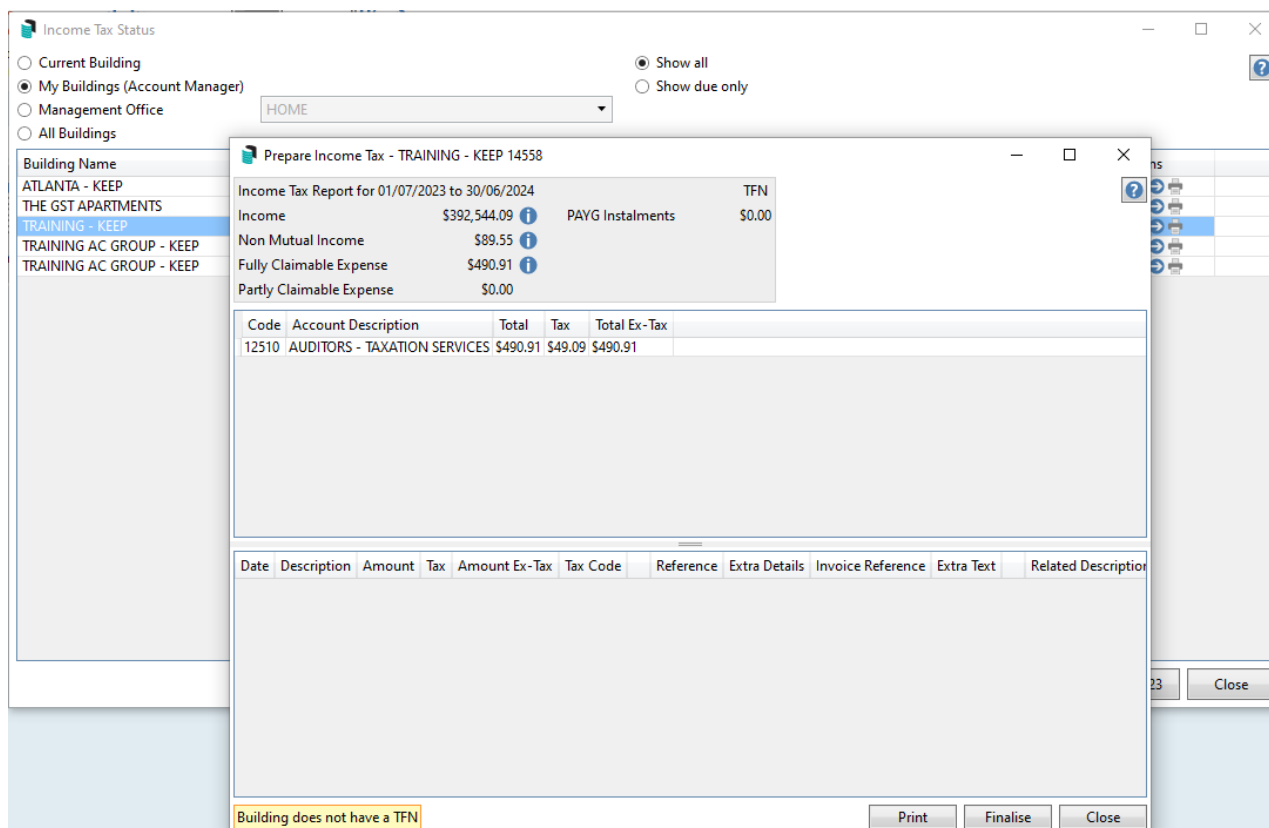 Income Tax Status
Current Building
Show all
My Buildings (Account Manager)
Show due only
Management Office HOME
All Buildings
Building Name
ATLANTA - KEEP
THE GST APARTMENTS
TRAINING - KEEP
TRAINING AC GROUP - KEEP
TRAINING AC GROUP - KEEP
ns
Prepare Income Tax - TRAINING - KEEP 14558
Income Tax Report for 01/07/2023 to 30/06/2024 TFN
Income $392,544.09 PAYG Instalments $0.00
Non Mutual Income $89.55
Fully Claimable Expense $490.91
Partly Claimable Expense $0.00
Code Account Description Total Tax Total Ex-Tax
12510 AUDITORS - TAXATION SERVICES $490.91 $49.09 $490.91
Date Description Amount Tax Amount Ex-Tax Tax Code Reference Extra Details Invoice Reference Extra Text Related Description
23 Close
Building does not have a TFN Print Finalise Close